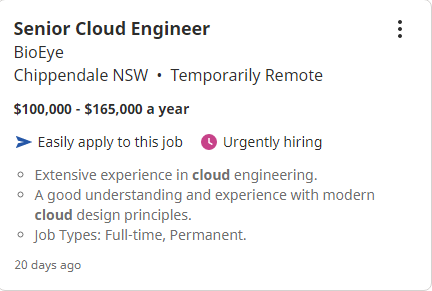 Senior Cloud Engineer
BioEye
Chippendale NSW • Temporarily Remote
$100,000 - $165,000 a year
Easily apply to this job Urgently hiring
Extensive experience in cloud engineering.
A good understanding and experience with modern
cloud design principles.
Job Types: Full-time, Permanent.
20 days ago